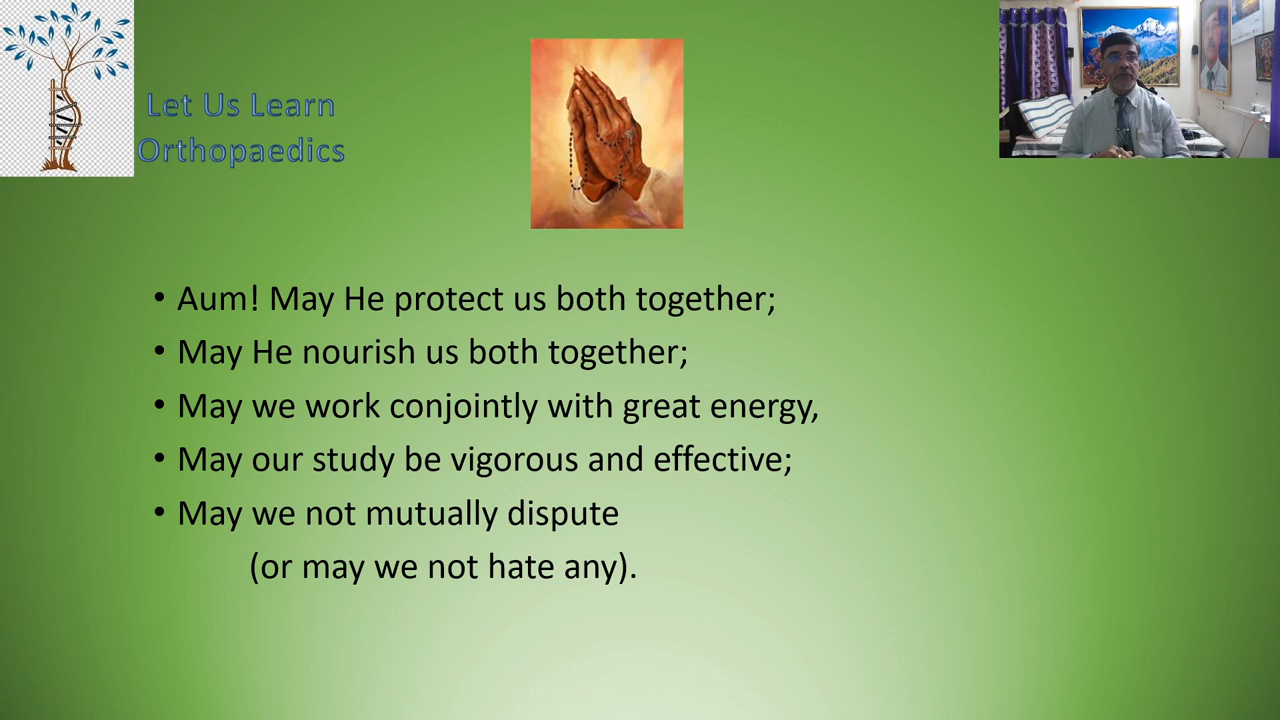 Let Us Learn
Orthopaedics
• Aum! May He protect us both together;
• May He nourish us both together;
• May we work conjointly with great energy,
• May our study be vigorous and effective;
• May we not mutually dispute
(or may we not hate any).